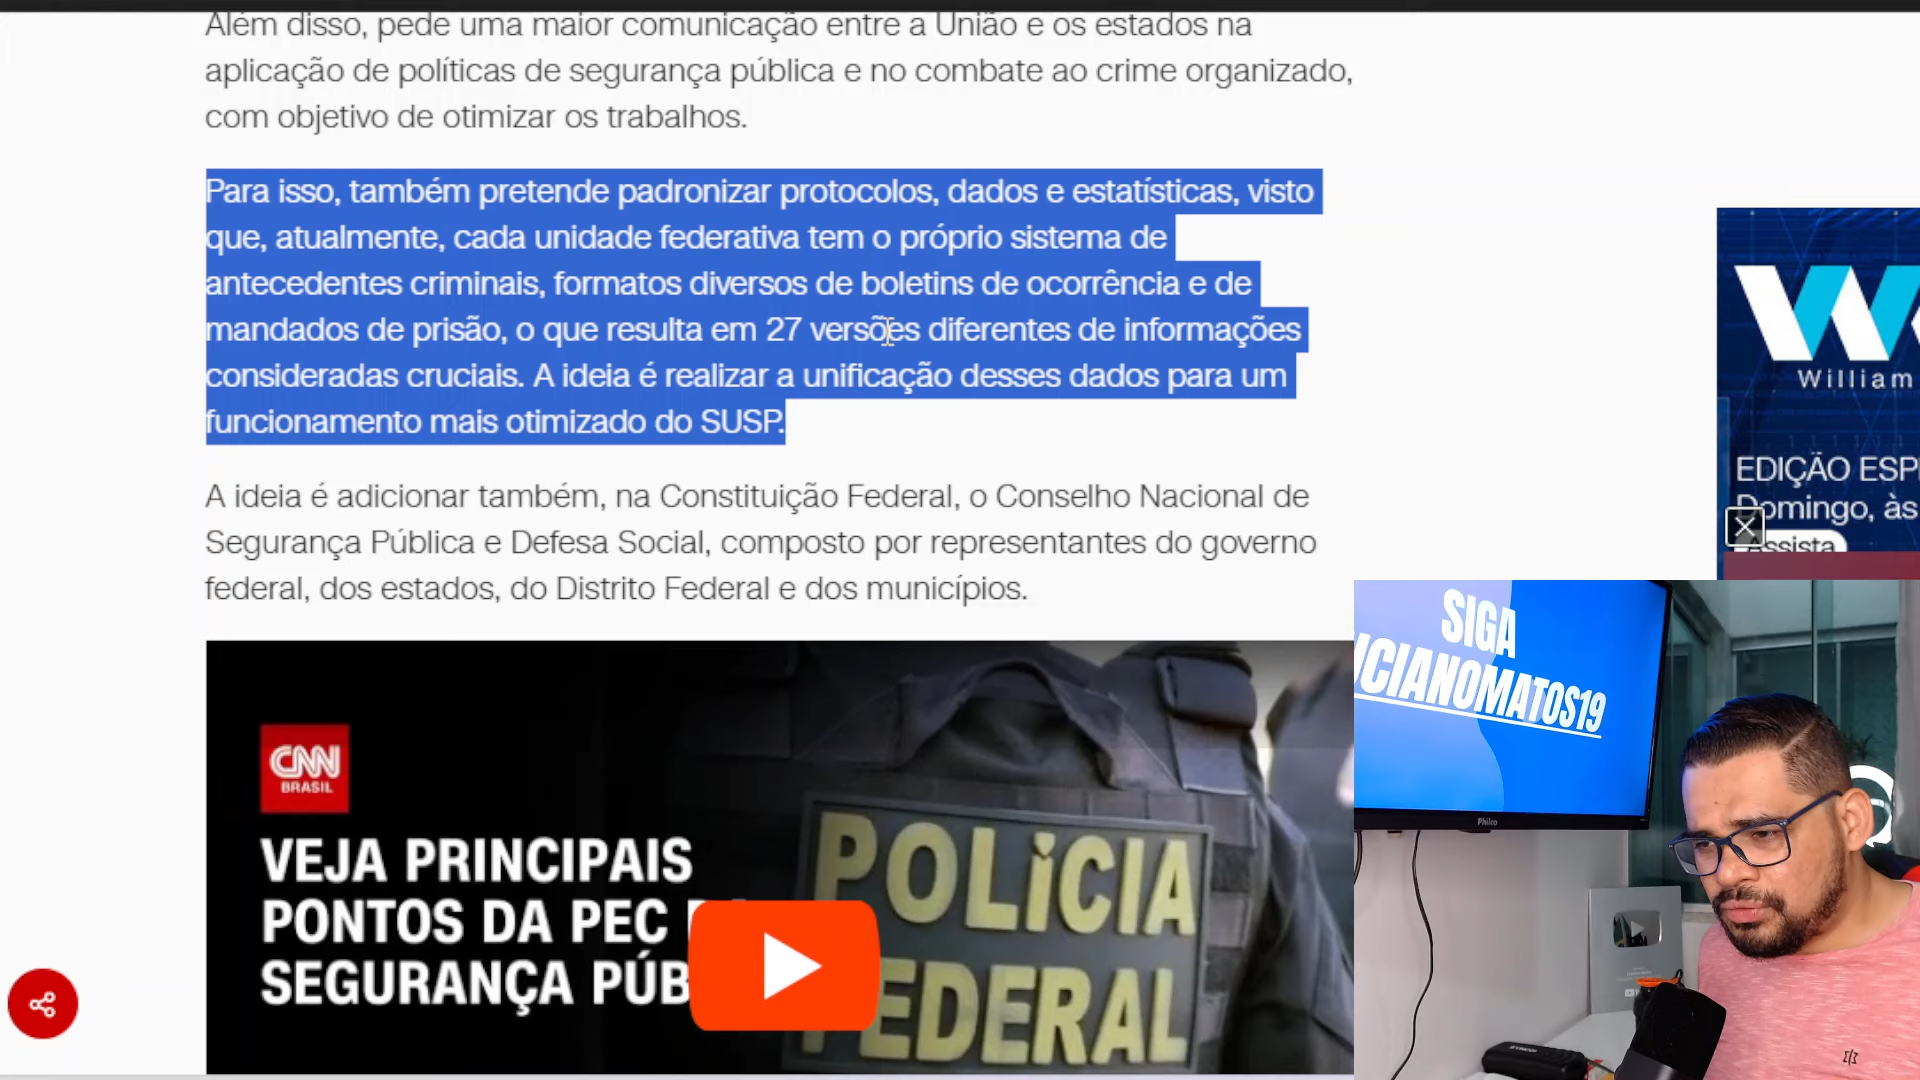 Além disso, pede uma maior comunicação entre a União e os estados na
aplicação de políticas de segurança pública e no combate ao crime organizado,
com objetivo de otimizar os trabalhos.
Para isso, também pretende padronizar protocolos, dados e estatísticas, visto
que, atualmente, cada unidade federativa tem o próprio sistema de
antecedentes criminais, formatos diversos de boletins de ocorrência e de
mandados de prisão, o que resulta em 27 versões diferentes de informações
consideradas cruciais. A ideia é realizar a unificação desses dados para um
funcionamento mais otimizado do SUSP.
A ideia é adicionar também, na Constituição Federal, o Conselho Nacional de
Segurança Pública e Defesa Social, composto por representantes do governo
federal, dos estados, do Distrito Federal e dos municípios.
CNN
BRASIL
VEJA PRINCIPAIS
PONTOS DA PEC
SEGURANÇA PÚB
POLÍCIA
FEDERAL
William
EDIÇÃO ESP
Domingo, às
Assista
SIGA
UCIANOMATOS19
Philco